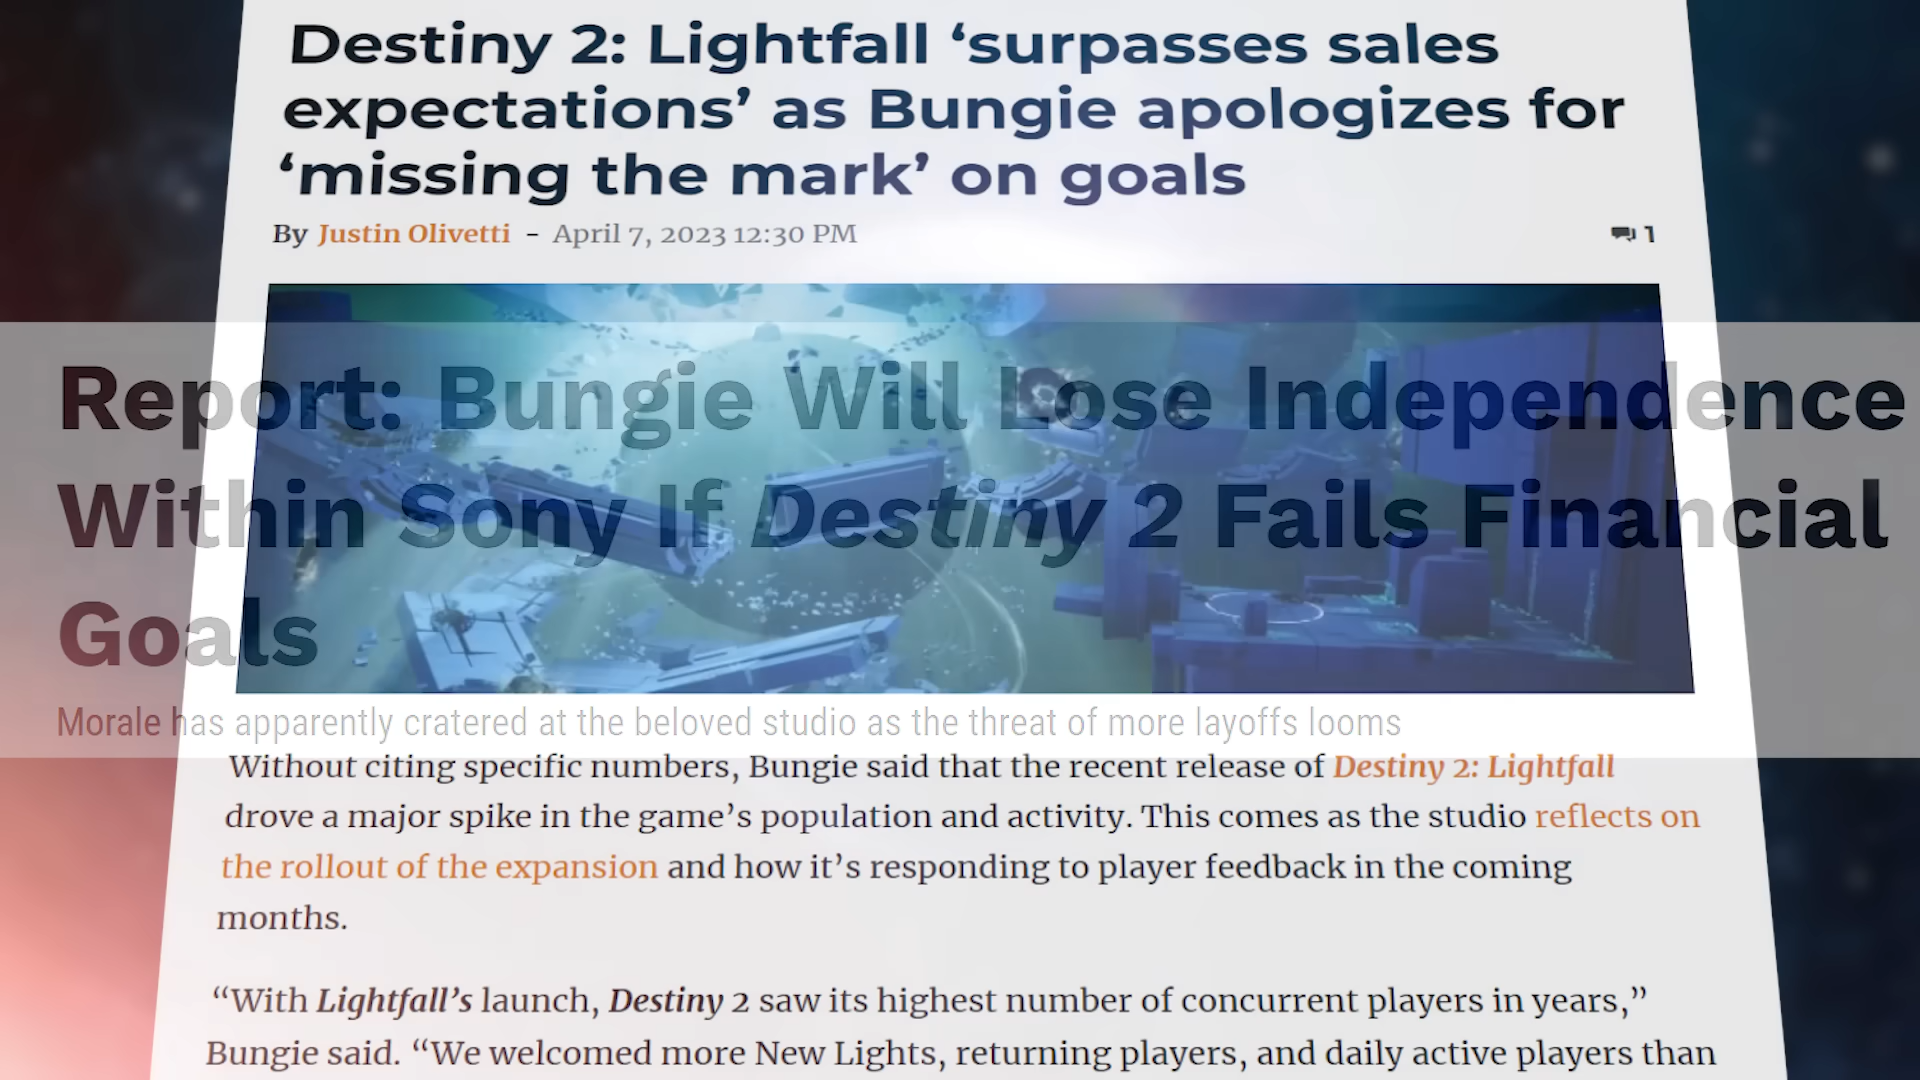 Destiny 2: Lightfall ‘surpasses sales
expectations’ as Bungie apologizes for
‘missing the mark’ on goals
By Justin Olivetti - April 7, 2023 12:30 PM
1
Report: Bungie Will Lose Independence
Within Sony If Destiny 2 Fails Financial
Goals
Morale has apparently cratered at the beloved studio as the threat of more layoffs looms
Without citing specific numbers, Bungie said that the recent release of Destiny 2: Lightfall
drove a major spike in the game’s population and activity. This comes as the studio reflects on
the rollout of the expansion and how it’s responding to player feedback in the coming
months.
“With Lightfall’s launch, Destiny 2 saw its highest number of concurrent players in years,”
Bungie said. “We welcomed more New Lights, returning players, and daily active players than